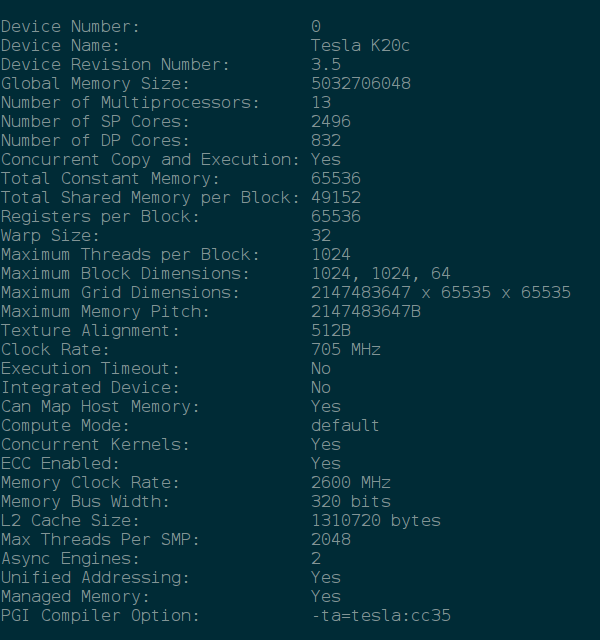 Device Number: 0
Device Name: Tesla K20c
Device Revision Number: 3.5
Global Memory Size: 5032706048
Number of Multiprocessors: 13
Number of SP Cores: 2496
Number of DP Cores: 832
Concurrent Copy and Execution: Yes
Total Constant Memory: 65536
Total Shared Memory per Block: 49152
Registers per Block: 65536
Warp Size: 32
Maximum Threads per Block: 1024
Maximum Block Dimensions: 1024, 1024, 64
Maximum Grid Dimensions: 2147483647 x 65535 x 65535
Maximum Memory Pitch: 2147483647B
Texture Alignment: 512B
Clock Rate: 705 MHz
Execution Timeout: No
Integrated Device: No
Can Map Host Memory: Yes
Compute Mode: default
Concurrent Kernels: Yes
ECC Enabled: Yes
Memory Clock Rate: 2600 MHz
Memory Bus Width: 320 bits
L2 Cache Size: 1310720 bytes
Max Threads Per SMP: 2048
Async Engines: 2
Unified Addressing: Yes
Managed Memory: Yes
PGI Compiler Option: -ta=tesla:cc35